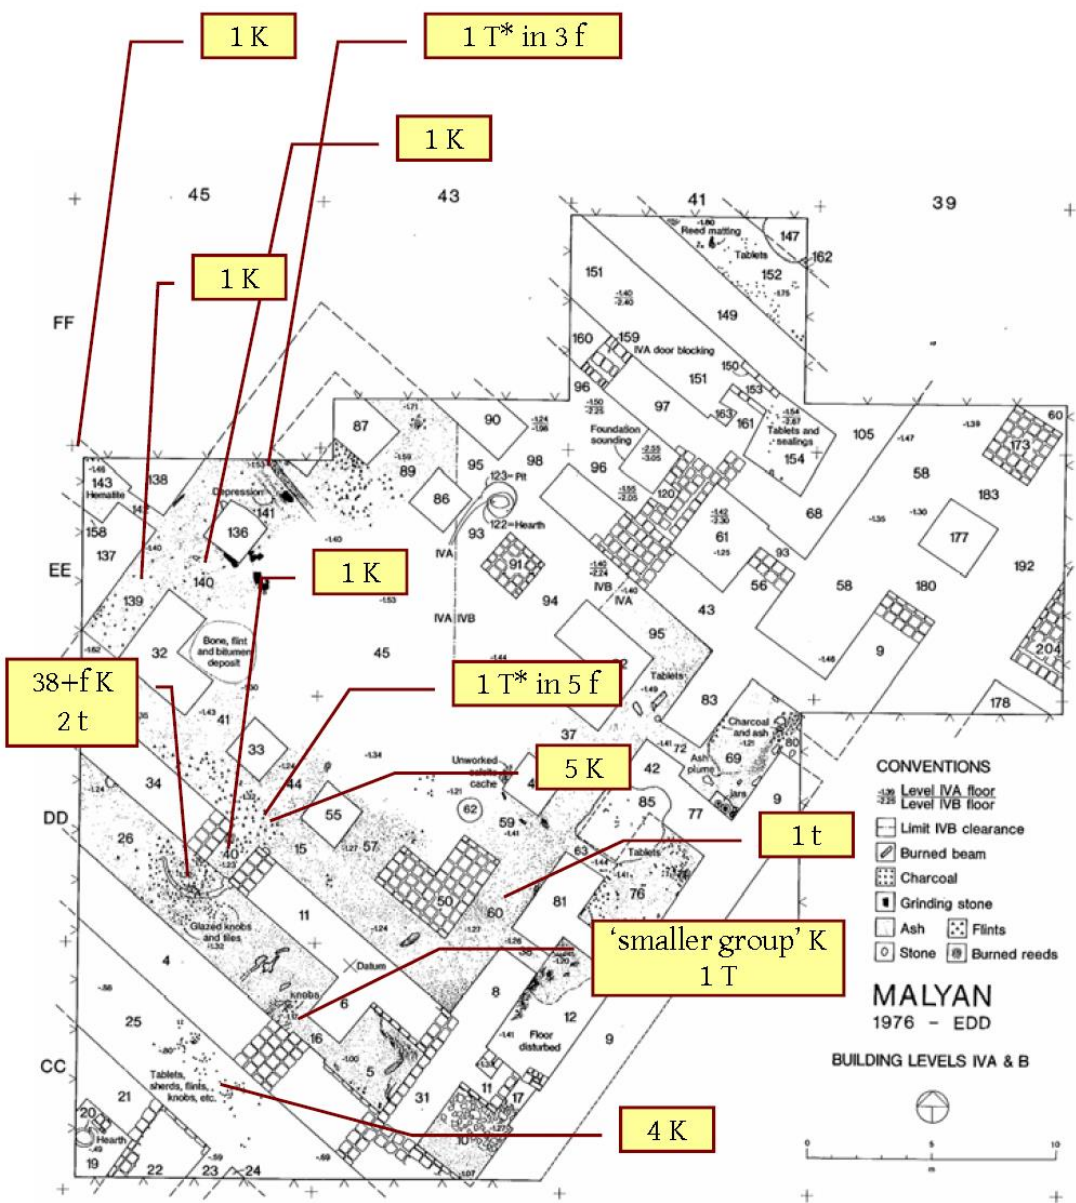 1 K
1 T* in 3 f
1 K
45
43
41
39
1 K
Reed matting
147
Tablets
162
152
151
149
FF
160
159
IVA door blocking
150
151
153
96
97
163
161
Tablets and
sealings
154
105
60
173
87
90
Foundation
sounding
58
183
89
95
98
96
123=Pit
120
143
Hematite
138
Depression
141
86
93
122=Hearth
68
61
177
158
136
137
IVA
91
93
192
EE
140
1 K
IVB
IVA
56
58
180
139
94
43
95
204
IVA IVB
32
Bone, flint
and bitumen
deposit
45
9
38+f K
2 t
1 T* in 5 f
Tablets
83
178
41
37
Charcoal
and ash
33
72
69
80
34
44
Unworked
calcite
cache
5 K
42
Ash
plume
Jars
CONVENTIONS
Level IVA floor
Level IVB floor
DD
55
62
59
85
77
9
Limit IVB clearance
26
15
57
1 t
Burned beam
40
63
Tablets
Charcoal
76
Grinding stone
11
50
60
81
Ash
Flints
Glazed knobs
and tiles
Stone
Burned reeds
4
Datum
'smaller group' K
1 T
knobs
6
8
MALYAN
1976 – EDD
25
16
12
9
Floor
disturbed
BUILDING LEVELS IVA & B
CC
5
Tablets,
sherds, flints,
knobs, etc.
21
31
11
17
20
Hearth
4 K
10
19
22
23
24
0
5
10
m